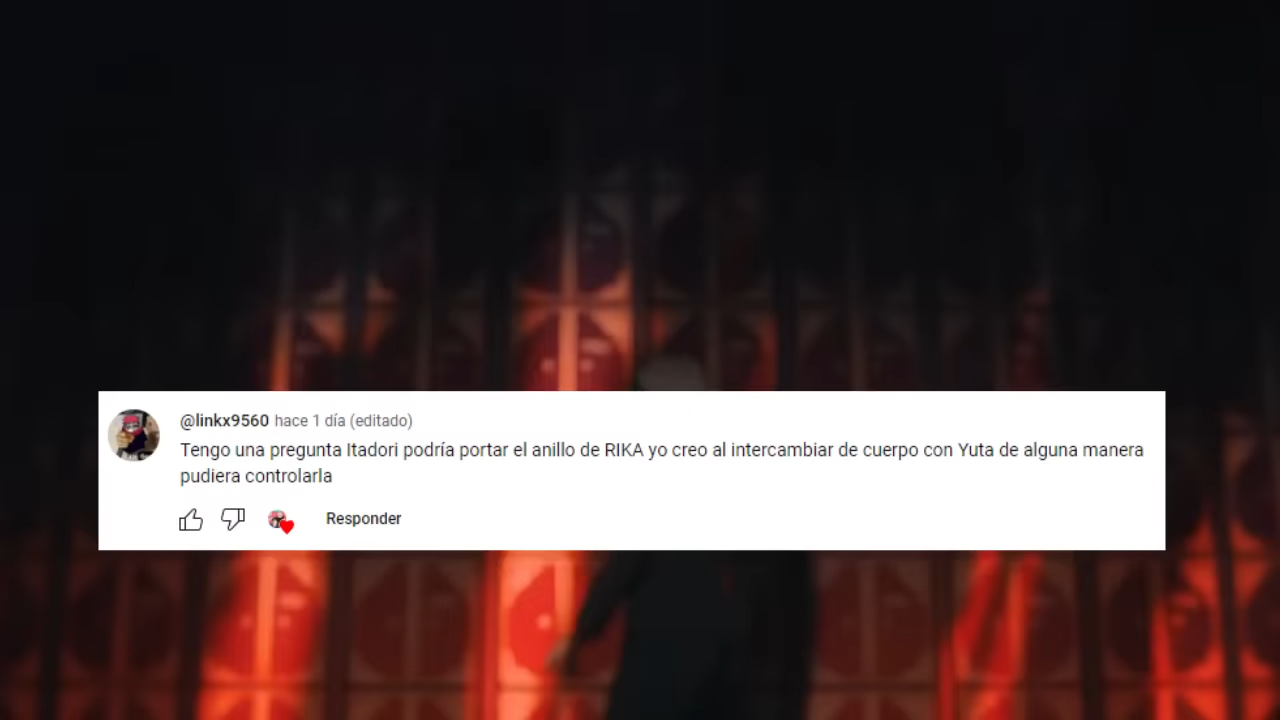 @linkx9560 hace 1 día (editado)
Tengo una pregunta Itadori podría portar el anillo de RIKA yo creo al intercambiar de cuerpo con Yuta de alguna manera
pudiera controlarla
Responder